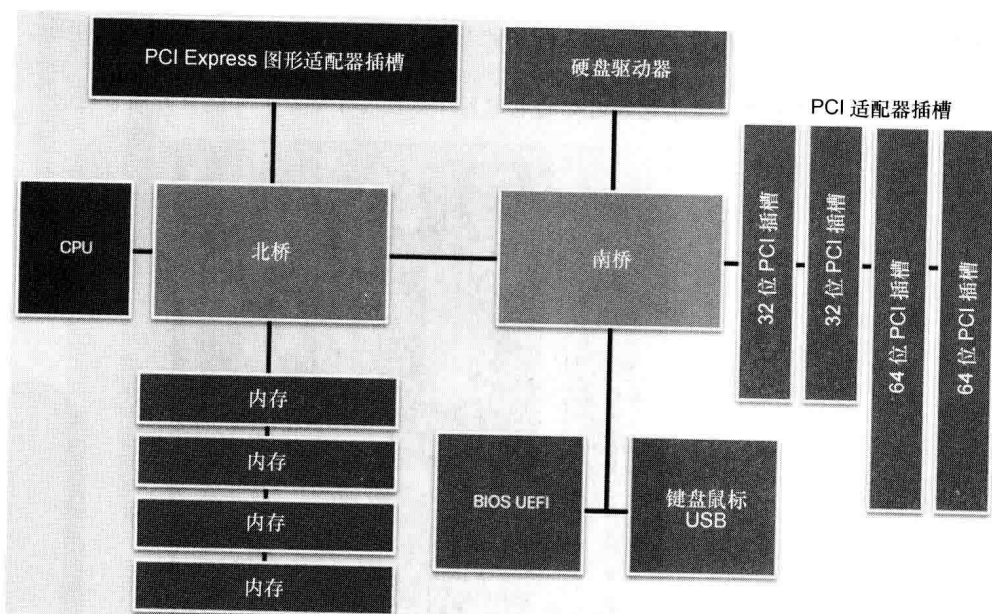 PCI Express 图形适配器插槽
硬盘驱动器
PCI 适配器插槽
CPU
北桥
南桥
32 位 PCI 插槽
32 位 PCI 插槽
64 位 PCI 插槽
64 位 PCI 插槽
内存
内存
内存
内存
BIOS UEFI
键盘鼠标
USB